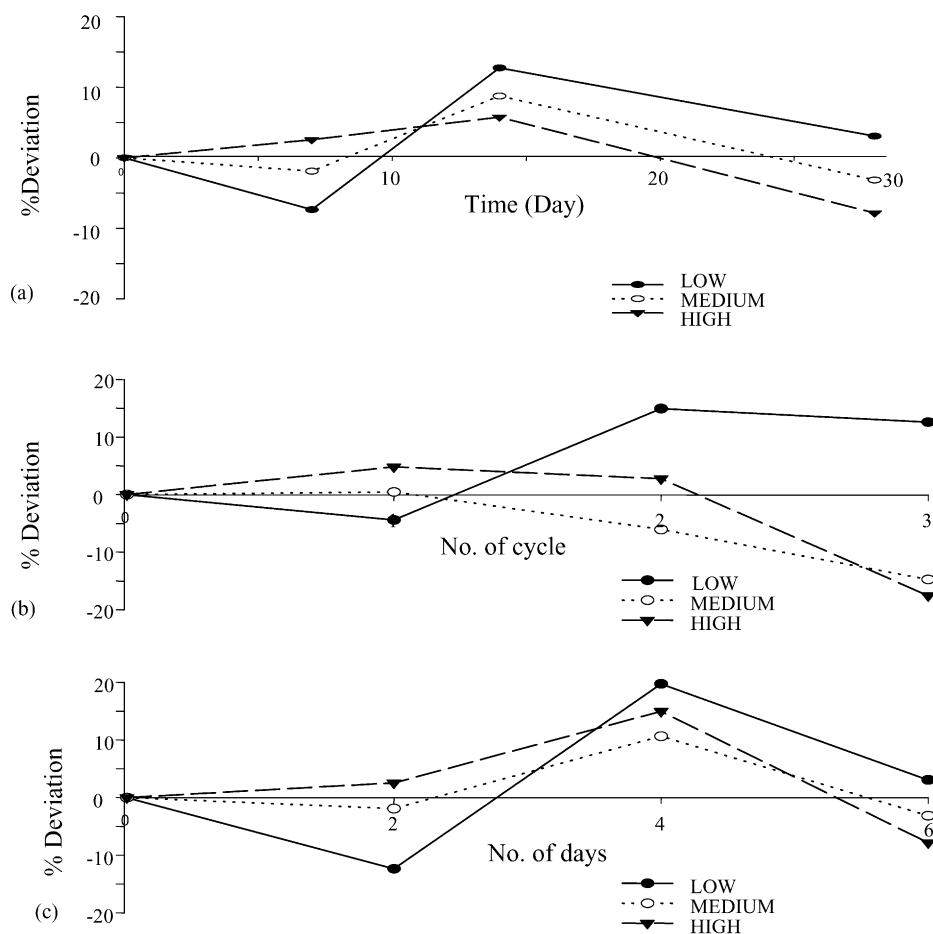 20
10
0
-10
-20
%Deviation
0
10
20
30
Time (Day)
(a)
LOW
MEDIUM
HIGH
20
10
0
-10
-20
% Deviation
0
2
3
No. of cycle
(b)
LOW
MEDIUM
HIGH
20
10
0
-10
-20
% Deviation
0
2
4
6
No. of days
(c)
LOW
MEDIUM
HIGH